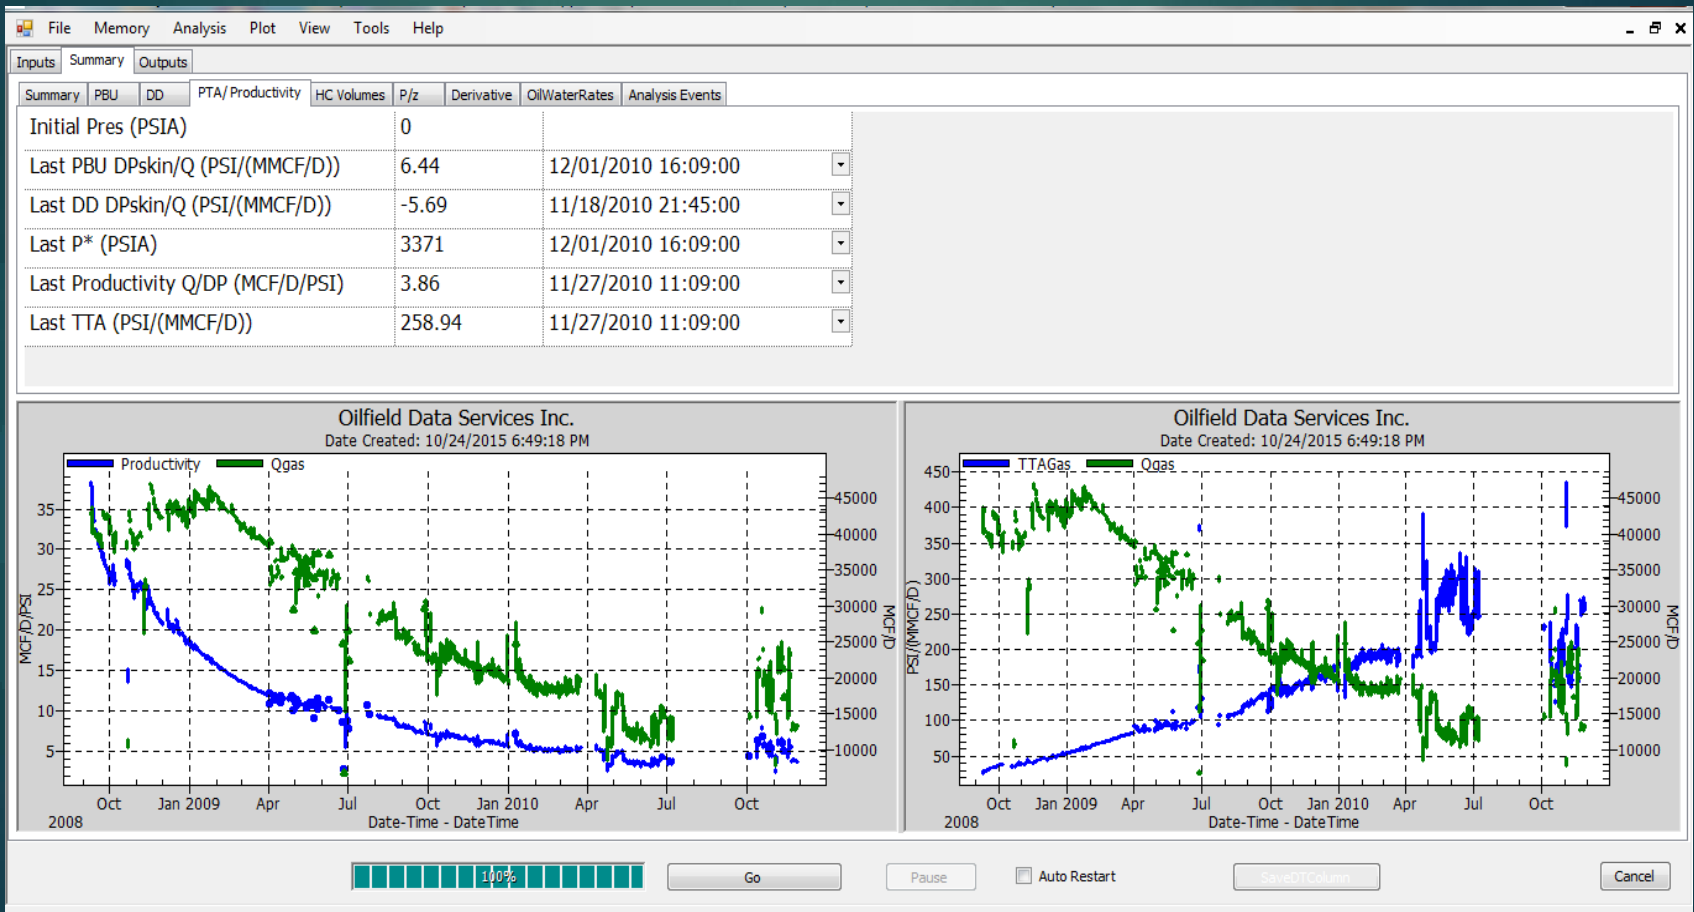 File Memory Analysis Plot View Tools Help
Inputs Summary Outputs
Summary PBU DD PTA/Productivity HC Volumes P/z Derivative OilWaterRates Analysis Events
Initial Pres (PSIA) 0
Last PBU DPskin/Q (PSI/(MMCF/D)) 6.44 12/01/2010 16:09:00
Last DD DPskin/Q (PSI/(MMCF/D)) -5.69 11/18/2010 21:45:00
Last P* (PSIA) 3371 12/01/2010 16:09:00
Last Productivity Q/DP (MCF/D/PSI) 3.86 11/27/2010 11:09:00
Last TTA (PSI/(MMCF/D)) 258.94 11/27/2010 11:09:00
Oilfield Data Services Inc.
Date Created: 10/24/2015 6:49:18 PM
Productivity Qgas
35
30
25
20
15
10
5
MCF/D/PSI
45000
40000
35000
30000
25000
20000
15000
10000
MCF/D
Oct Jan 2009 Apr Jul Oct Jan 2010 Apr Jul Oct
2008 Date-Time - DateTime
Oilfield Data Services Inc.
Date Created: 10/24/2015 6:49:18 PM
TTAGas Qgas
450
400
350
300
250
200
150
100
50
PSI/(MMCF/D)
45000
40000
35000
30000
25000
20000
15000
10000
MCF/D
Oct Jan 2009 Apr Jul Oct Jan 2010 Apr Jul Oct
2008 Date-Time - DateTime
100% Go Pause Auto Restart SaveDTColumn Cancel